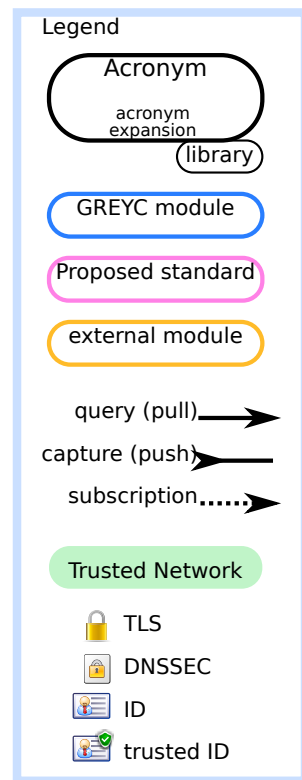 Legend
Acronym
acronym
expansion
library
GREYC module
Proposed standard
external module
query (pull)
capture (push)
subscription
Trusted Network
TLS
DNSSEC
ID
trusted ID